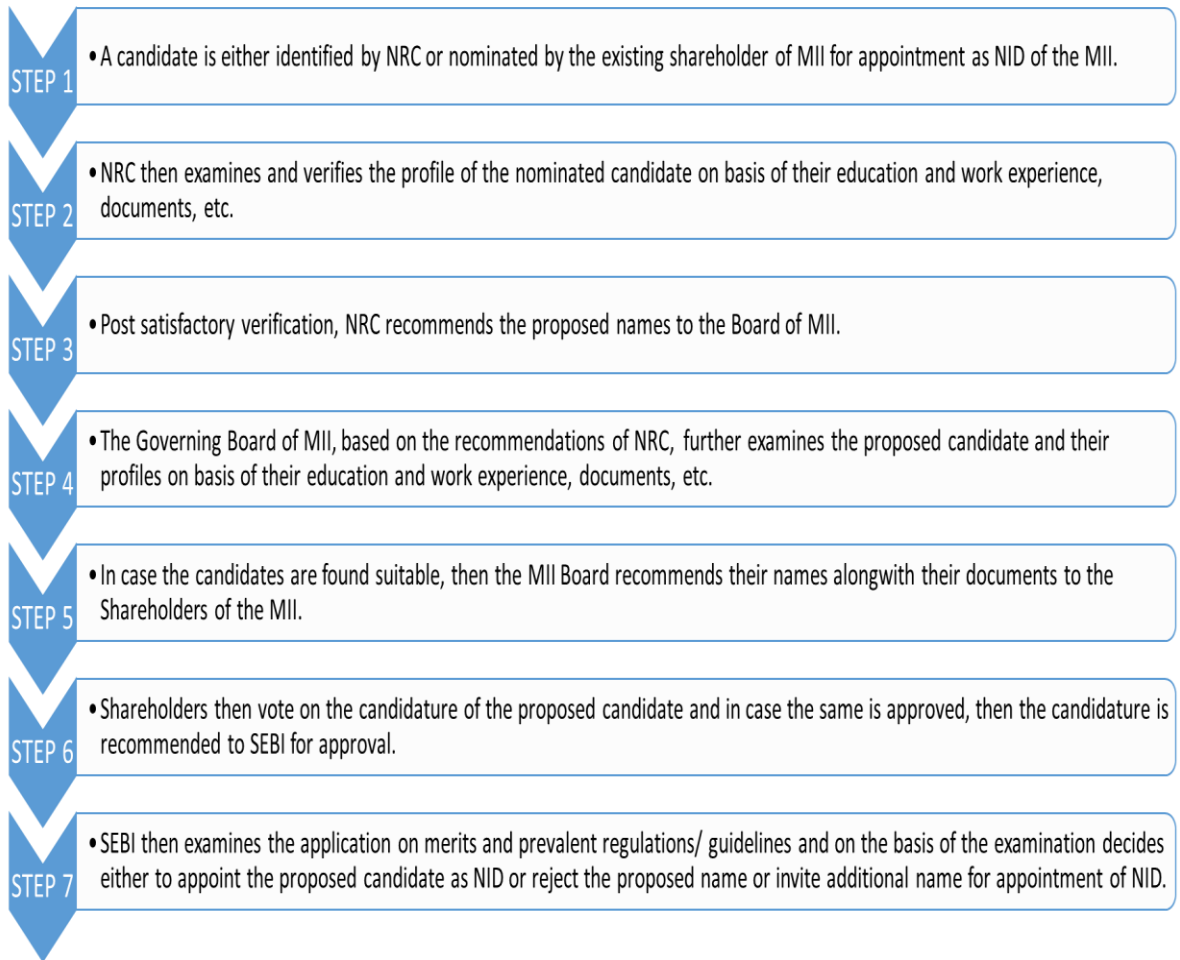 STEP 1
• A candidate is either identified by NRC or nominated by the existing shareholder of MII for appointment as NID of the MII.
STEP 2
• NRC then examines and verifies the profile of the nominated candidate on basis of their education and work experience,
documents, etc.
STEP 3
• Post satisfactory verification, NRC recommends the proposed names to the Board of MII.
STEP 4
• The Governing Board of MII, based on the recommendations of NRC, further examines the proposed candidate and their
profiles on basis of their education and work experience, documents, etc.
STEP 5
• In case the candidates are found suitable, then the MII Board recommends their names alongwith their documents to the
Shareholders of the MII.
STEP 6
• Shareholders then vote on the candidature of the proposed candidate and in case the same is approved, then the candidature is
recommended to SEBI for approval.
STEP 7
• SEBI then examines the application on merits and prevalent regulations/ guidelines and on the basis of the examination decides
either to appoint the proposed candidate as NID or reject the proposed name or invite additional name for appointment of NID.